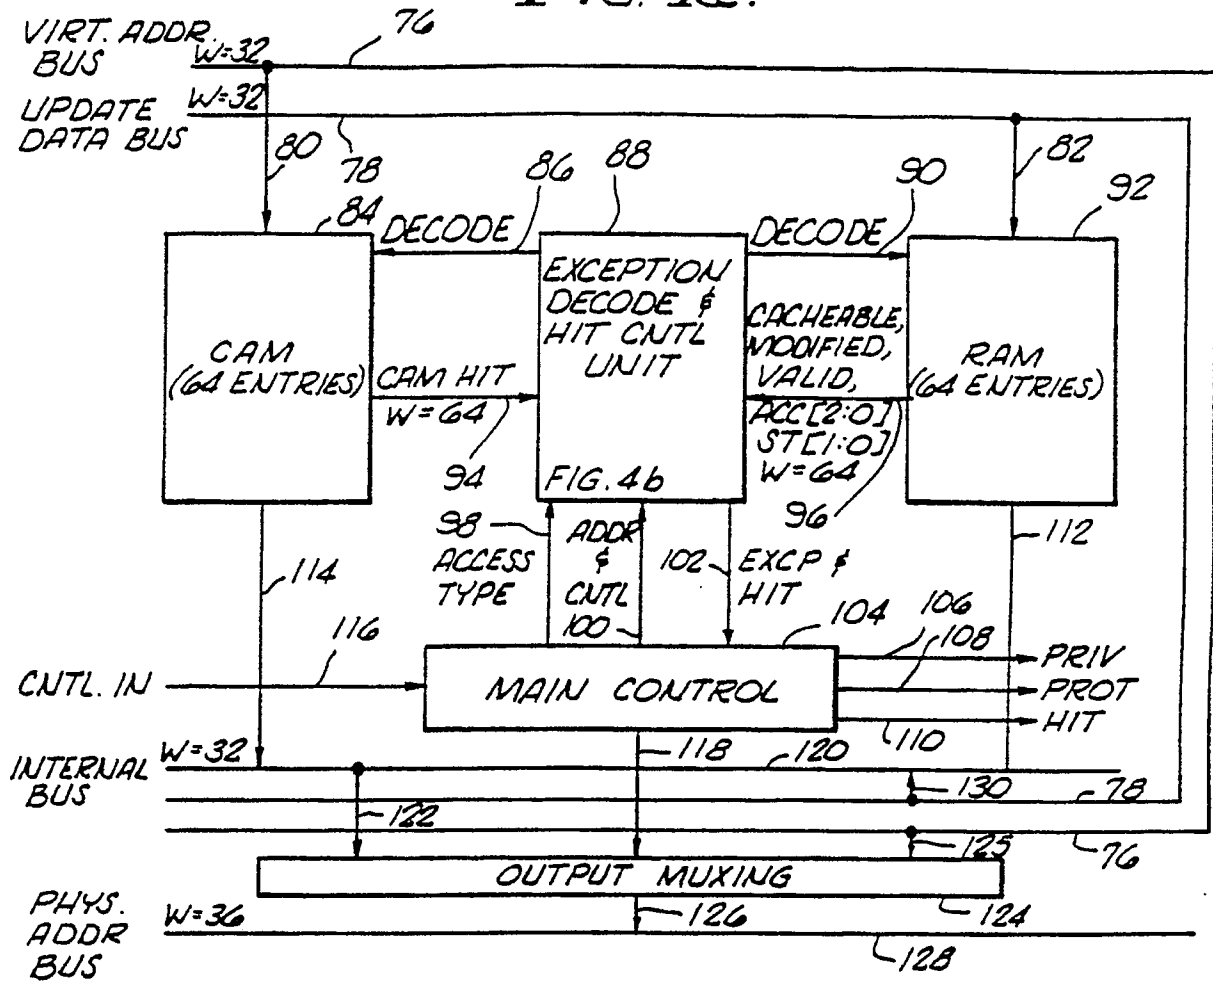 VIRT. ADDR.
BUS
W=32
76
UPDATE
DATA BUS
W=32
78
80
82
84
DECODE
86
88
DECODE
90
92
CAM
(64 ENTRIES)
EXCEPTION
DECODE &
HIT CNTL
UNIT
FIG. 4b
CACHEABLE,
MODIFIED,
VALID,
ACC[2:0]
ST[1:0]
W=64
RAM
(64 ENTRIES)
CAM HIT
W=64
94
96
98
ACCESS
TYPE
ADDR
&
CNTL
100
102
EXCP &
HIT
112
114
116
104
106
108
CNTL. IN
MAIN CONTROL
PRIV
PROT
HIT
110
W=32
118
120
INTERNAL
BUS
130
78
122
125
76
OUTPUT MUXING
124
PHYS.
ADDR
BUS
W=36
126
128